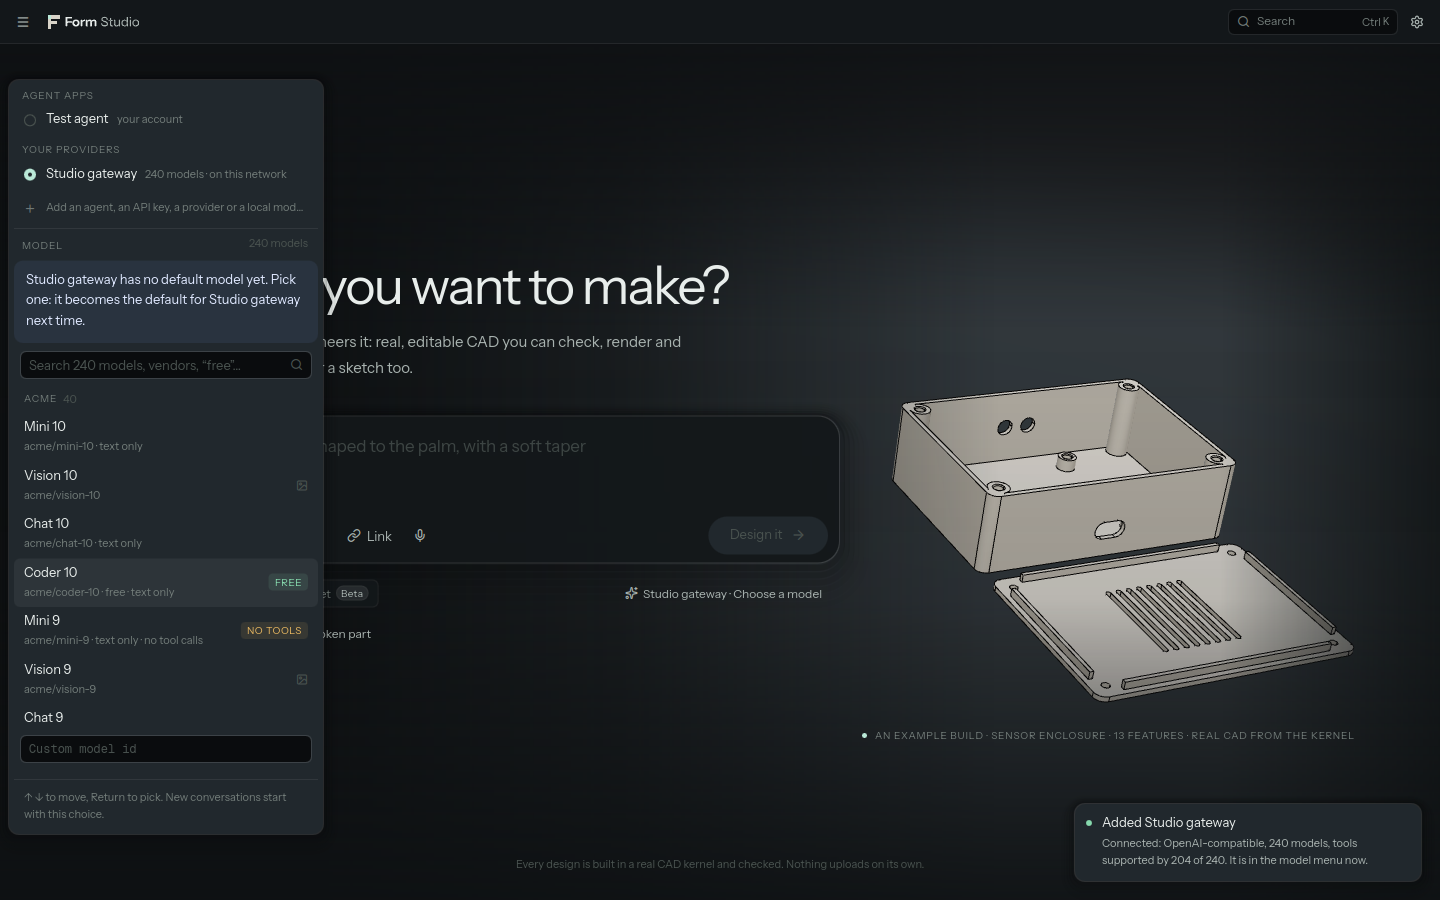 Form Studio
Search Ctrl K
AGENT APPS
Test agent your account
YOUR PROVIDERS
Studio gateway 240 models · on this network
+ Add an agent, an API key, a provider or a local mod...
MODEL 240 models
Studio gateway has no default model yet. Pick
one: it becomes the default for Studio gateway
next time.
Search 240 models, vendors, “free”...
ACME 40
Mini 10
acme/mini-10 · text only
Vision 10
acme/vision-10
Chat 10
acme/chat-10 · text only
Coder 10
acme/coder-10 · free · text only
FREE
Mini 9
acme/mini-9 · text only · no tool calls
NO TOOLS
Vision 9
acme/vision-9
Chat 9
Custom model id
↑ ↓ to move, Return to pick. New conversations start
with this choice.
you want to make?
neers it: real, editable CAD you can check, render and
a sketch too.
haped to the palm, with a soft taper
Link
Design it →
Beta
Studio gateway · Choose a model
oken part
AN EXAMPLE BUILD · SENSOR ENCLOSURE · 13 FEATURES · REAL CAD FROM THE KERNEL
Added Studio gateway
Connected: OpenAI-compatible, 240 models, tools
supported by 204 of 240. It is in the model menu now.
Every design is built in a real CAD kernel and checked. Nothing uploads on its own.